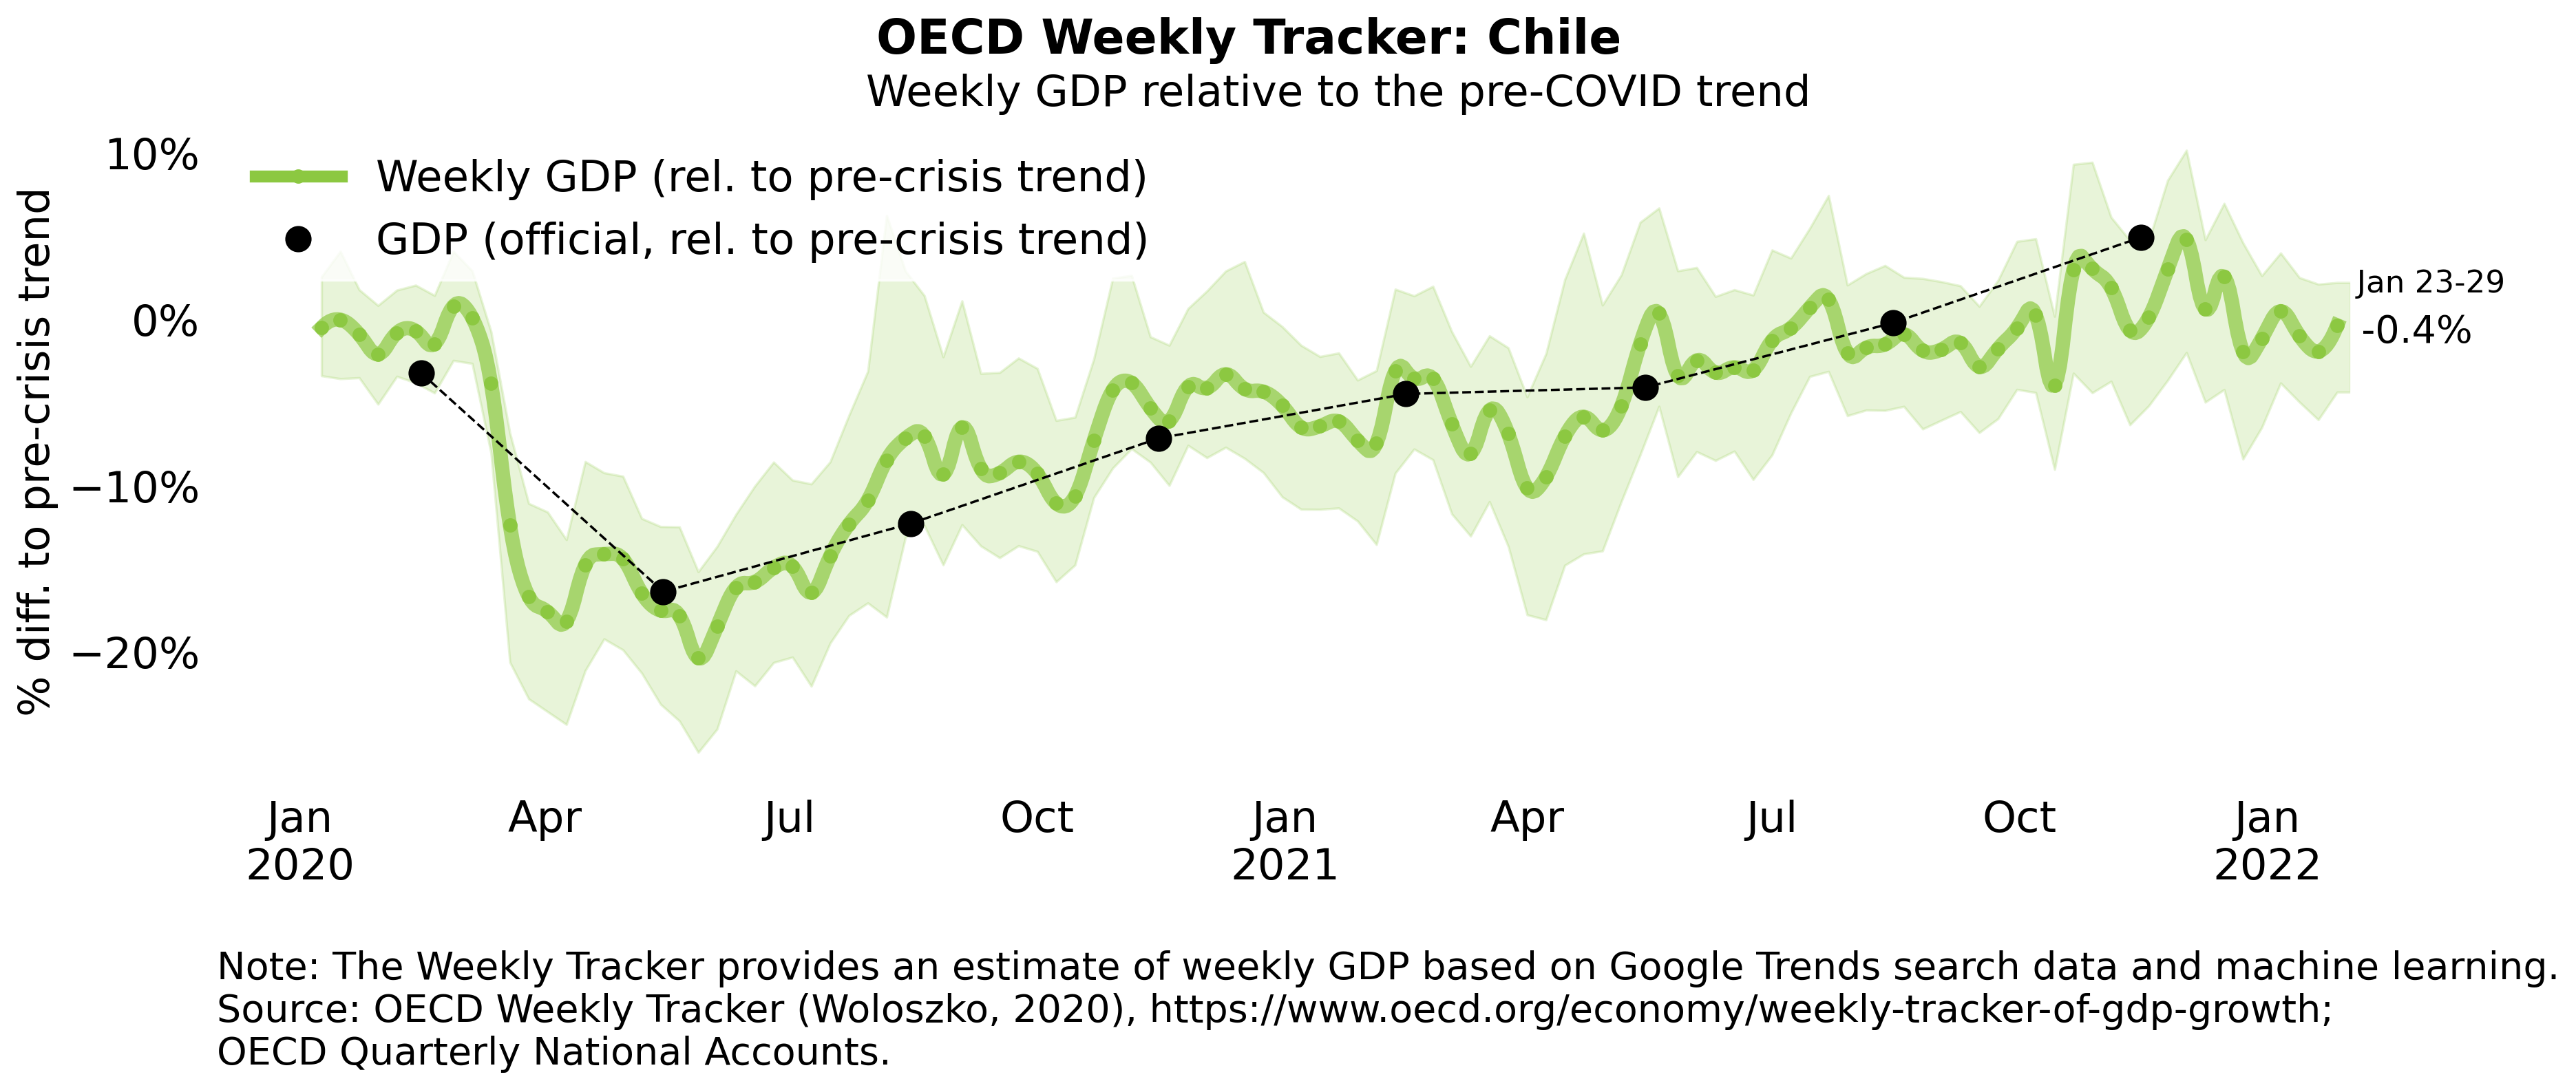 OECD Weekly Tracker: Chile
Weekly GDP relative to the pre-COVID trend
% diff. to pre-crisis trend
10%
0%
−10%
−20%
Weekly GDP (rel. to pre-crisis trend)
GDP (official, rel. to pre-crisis trend)
Jan 23-29
-0.4%
Jan Apr Jul Oct Jan Apr Jul Oct Jan
2020 2021 2022
Note: The Weekly Tracker provides an estimate of weekly GDP based on Google Trends search data and machine learning.
Source: OECD Weekly Tracker (Woloszko, 2020), https://www.oecd.org/economy/weekly-tracker-of-gdp-growth;
OECD Quarterly National Accounts.